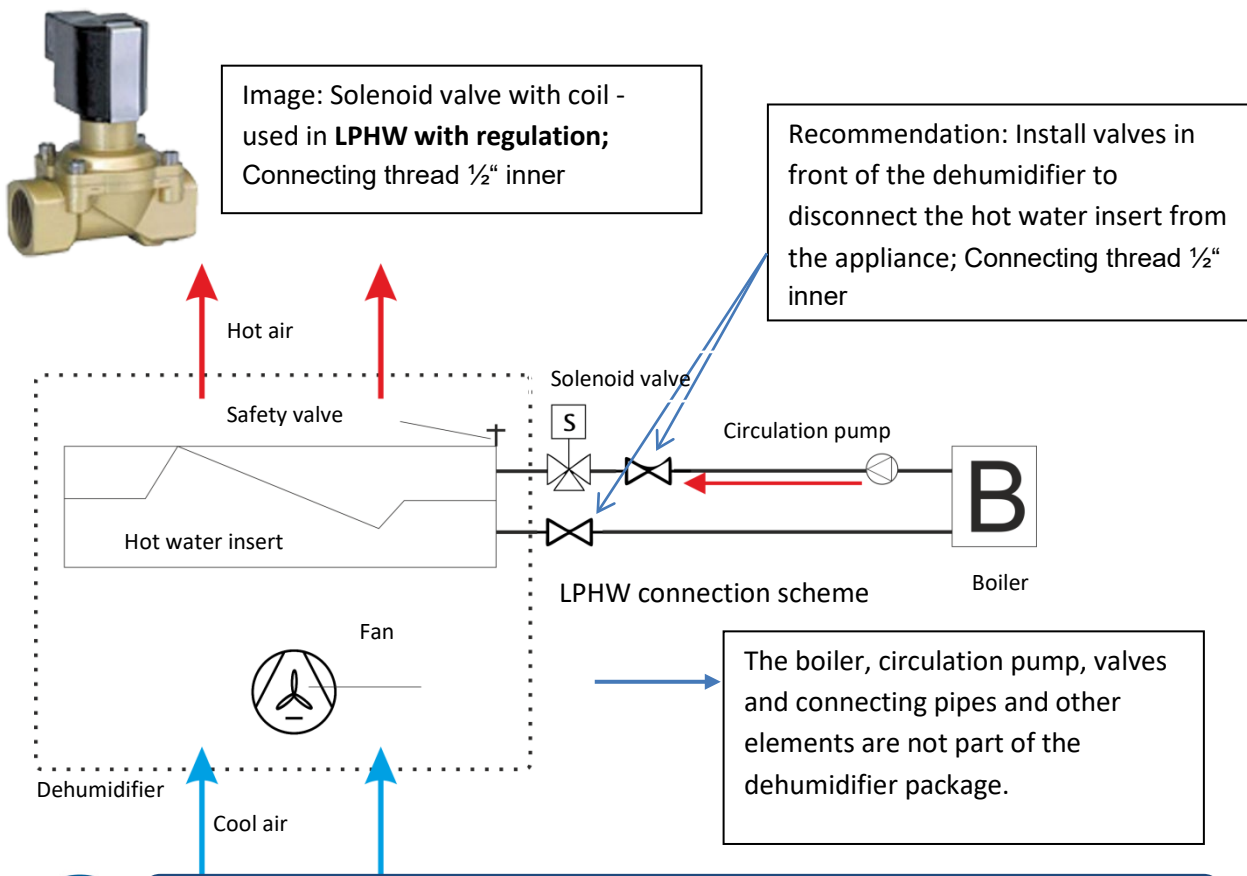 Image: Solenoid valve with coil -
used in LPHW with regulation;
Connecting thread ½“ inner
Recommendation: Install valves in
front of the dehumidifier to
disconnect the hot water insert from
the appliance; Connecting thread ½“
inner
Hot air
Solenoid valve
Safety valve
S
Circulation pump
B
Hot water insert
Boiler
LPHW connection scheme
Fan
The boiler, circulation pump, valves
and connecting pipes and other
elements are not part of the
dehumidifier package.
Dehumidifier
Cool air